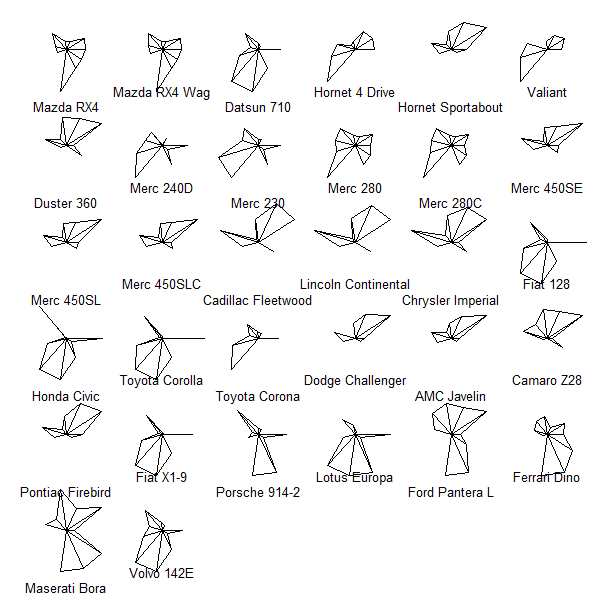 Mazda RX4
Mazda RX4 Wag
Datsun 710
Hornet 4 Drive
Hornet Sportabout
Valiant
Duster 360
Merc 240D
Merc 230
Merc 280
Merc 280C
Merc 450SE
Merc 450SL
Merc 450SLC
Cadillac Fleetwood
Lincoln Continental
Chrysler Imperial
Fiat 128
Honda Civic
Toyota Corolla
Toyota Corona
Dodge Challenger
AMC Javelin
Camaro Z28
Pontiac Firebird
Fiat X1-9
Porsche 914-2
Lotus Europa
Ford Pantera L
Ferrari Dino
Maserati Bora
Volvo 142E